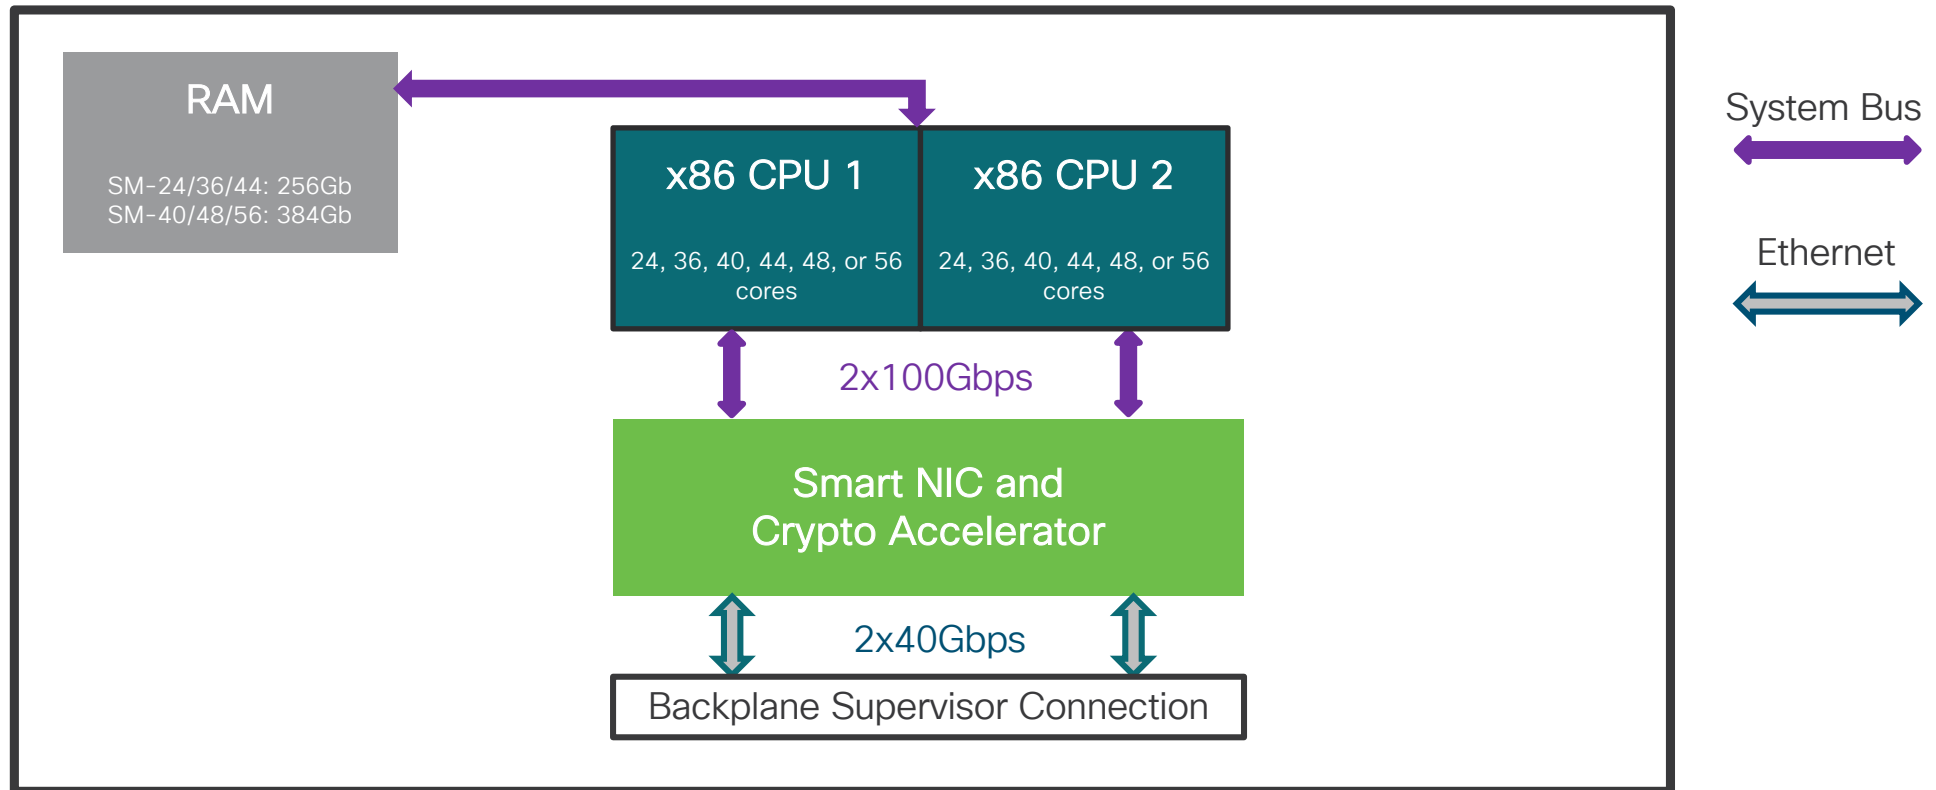 RAM
SM-24/36/44: 256Gb
SM-40/48/56: 384Gb
x86 CPU 1
24, 36, 40, 44, 48, or 56
cores
x86 CPU 2
24, 36, 40, 44, 48, or 56
cores
2x100Gbps
Smart NIC and
Crypto Accelerator
2x40Gbps
Backplane Supervisor Connection
System Bus
Ethernet